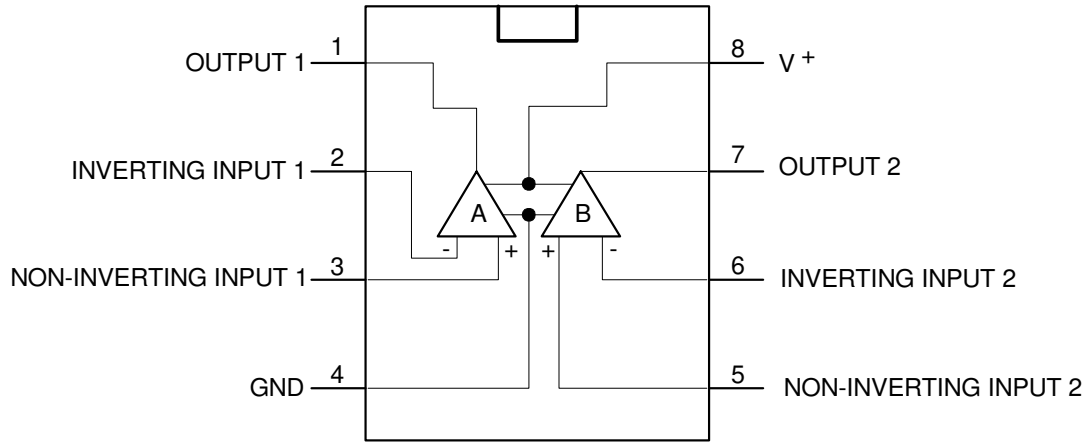 OUTPUT 1 1
8 V +
INVERTING INPUT 1 2
7 OUTPUT 2
A B
- + + -
NON-INVERTING INPUT 1 3
6 INVERTING INPUT 2
GND 4
5 NON-INVERTING INPUT 2